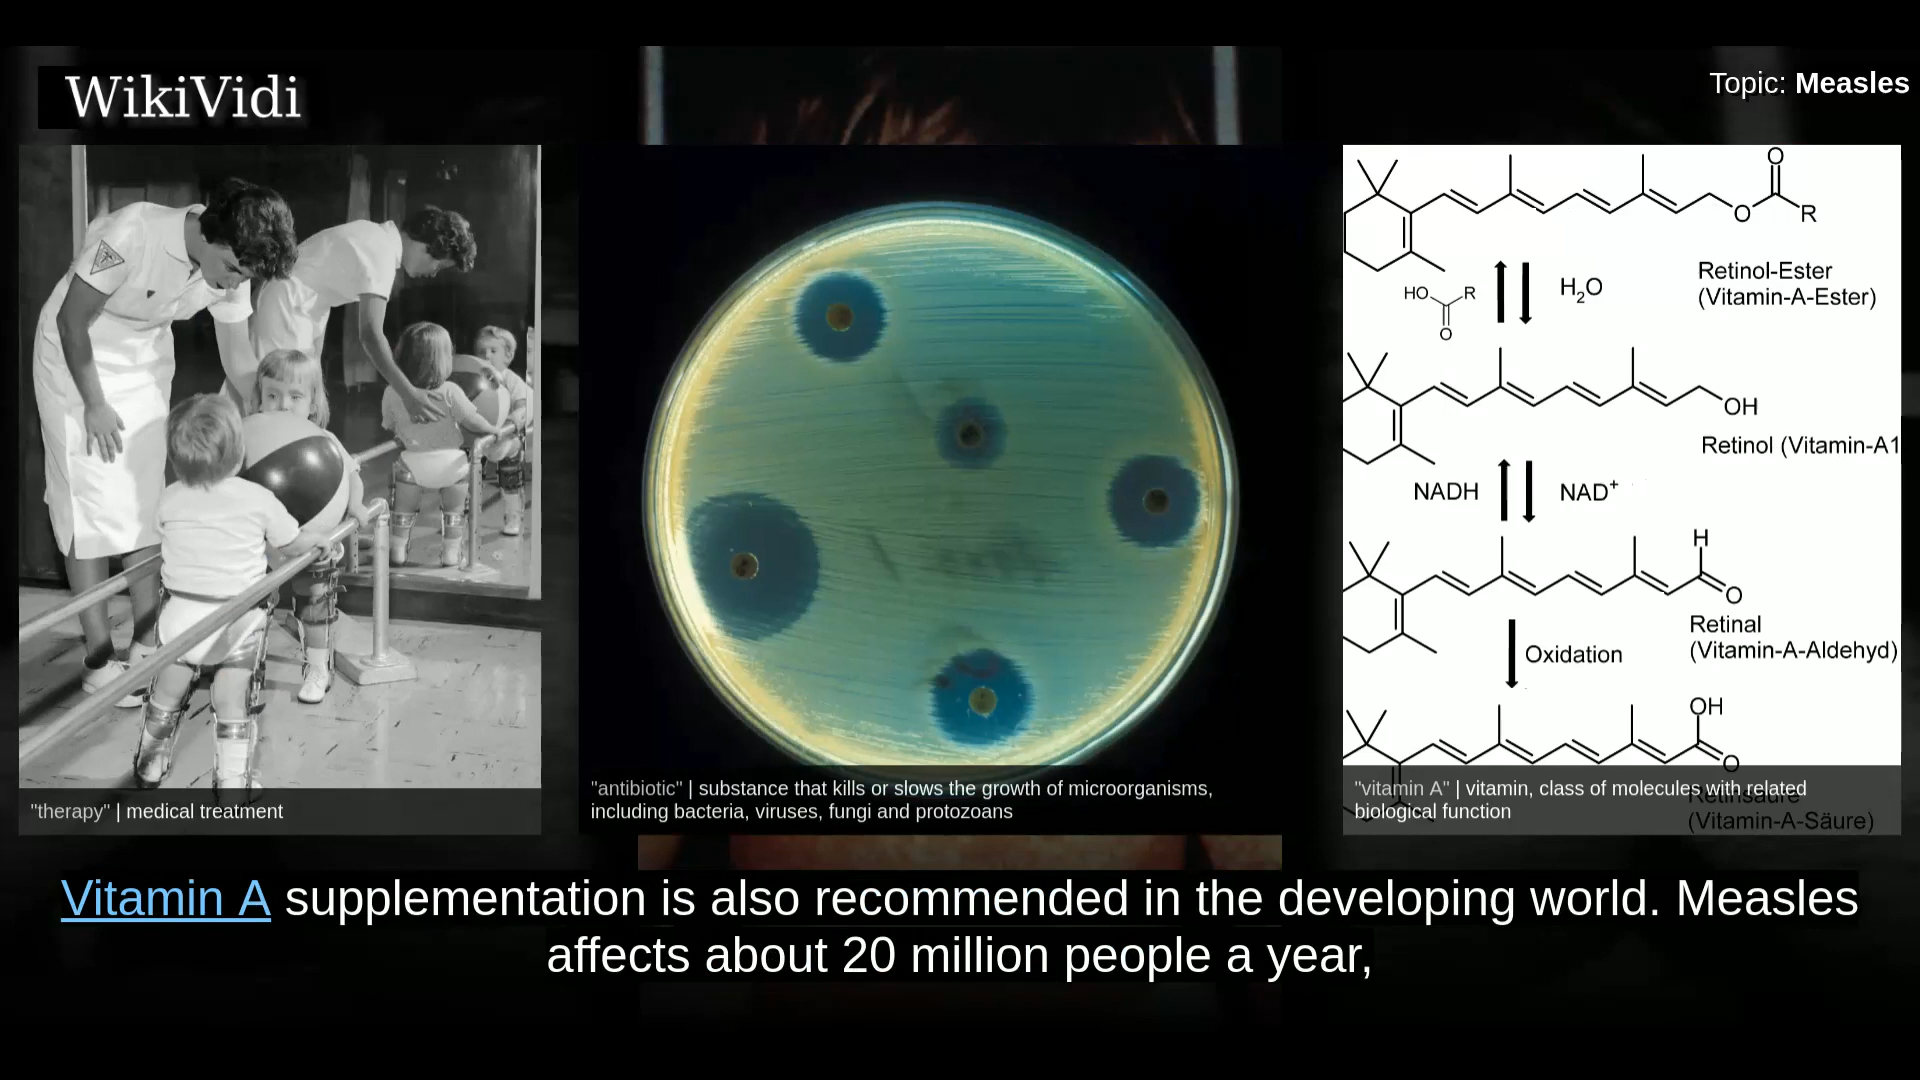 WikiVidi
Topic: Measles
O
O
R
Retinol-Ester
(Vitamin-A-Ester)
HO
R
O
H₂O
OH
Retinol (Vitamin-A1
NADH
NAD⁺
H
O
Retinal
(Vitamin-A-Aldehyd)
Oxidation
OH
O
Retinsäure
(Vitamin-A-Säure)
"therapy" | medical treatment
"antibiotic" | substance that kills or slows the growth of microorganisms,
including bacteria, viruses, fungi and protozoans
"vitamin A" | vitamin, class of molecules with related
biological function
Vitamin A supplementation is also recommended in the developing world. Measles
affects about 20 million people a year,